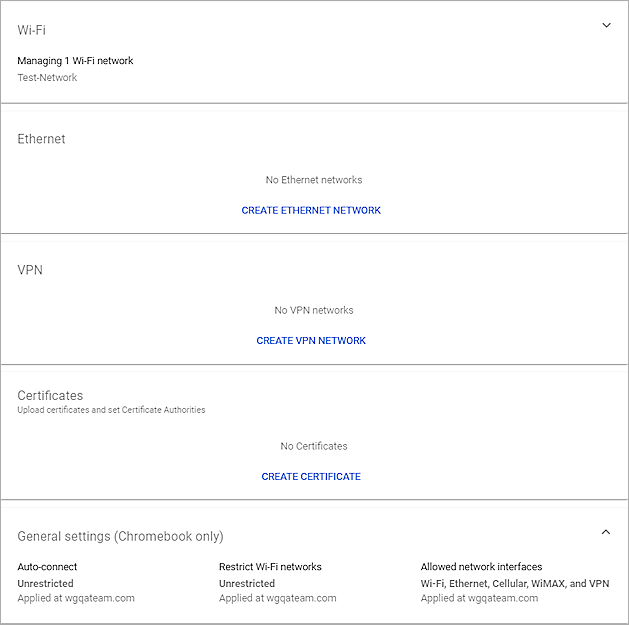 Wi-Fi
Managing 1 Wi-Fi network
Test-Network
Ethernet
No Ethernet networks
CREATE ETHERNET NETWORK
VPN
No VPN networks
CREATE VPN NETWORK
Certificates
Upload certificates and set Certificate Authorities
No Certificates
CREATE CERTIFICATE
General settings (Chromebook only)
Auto-connect
Unrestricted
Applied at wgqateam.com
Restrict Wi-Fi networks
Unrestricted
Applied at wgqateam.com
Allowed network interfaces
Wi-Fi, Ethernet, Cellular, WiMAX, and VPN
Applied at wgqateam.com